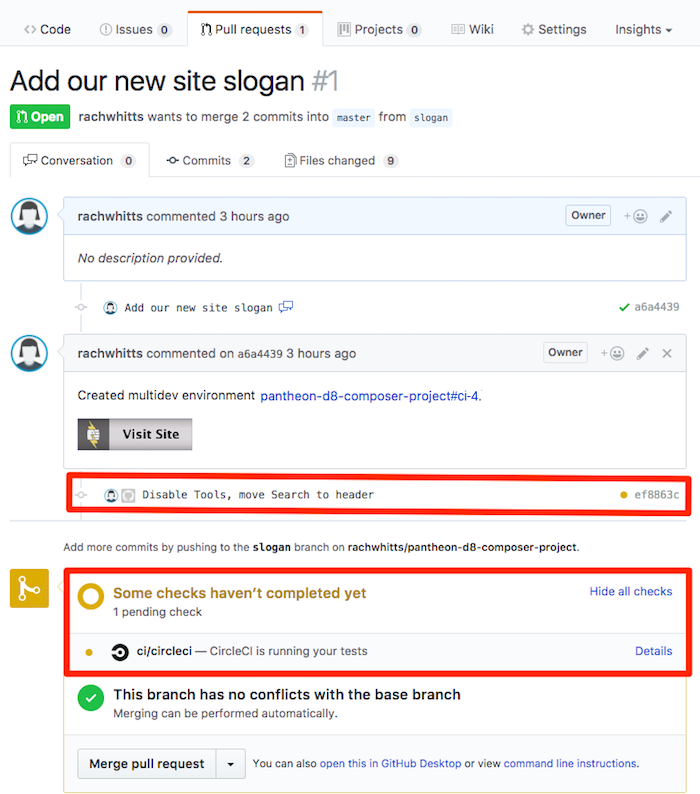 Code Issues 0 Pull requests 1 Projects 0 Wiki Settings Insights
Add our new site slogan #1
Open rachwhitts wants to merge 2 commits into master from slogan
Conversation 0 Commits 2 Files changed 9
rachwhitts commented 3 hours ago Owner
No description provided.
Add our new site slogan a6a4439
rachwhitts commented on a6a4439 3 hours ago Owner
Created multidev environment pantheon-d8-composer-project#ci-4.
Visit Site
Disable Tools, move Search to header ef8863c
Add more commits by pushing to the slogan branch on rachwhitts/pantheon-d8-composer-project.
Some checks haven’t completed yet Hide all checks
1 pending check
ci/circleci — CircleCI is running your tests Details
This branch has no conflicts with the base branch
Merging can be performed automatically.
Merge pull request You can also open this in GitHub Desktop or view command line instructions.